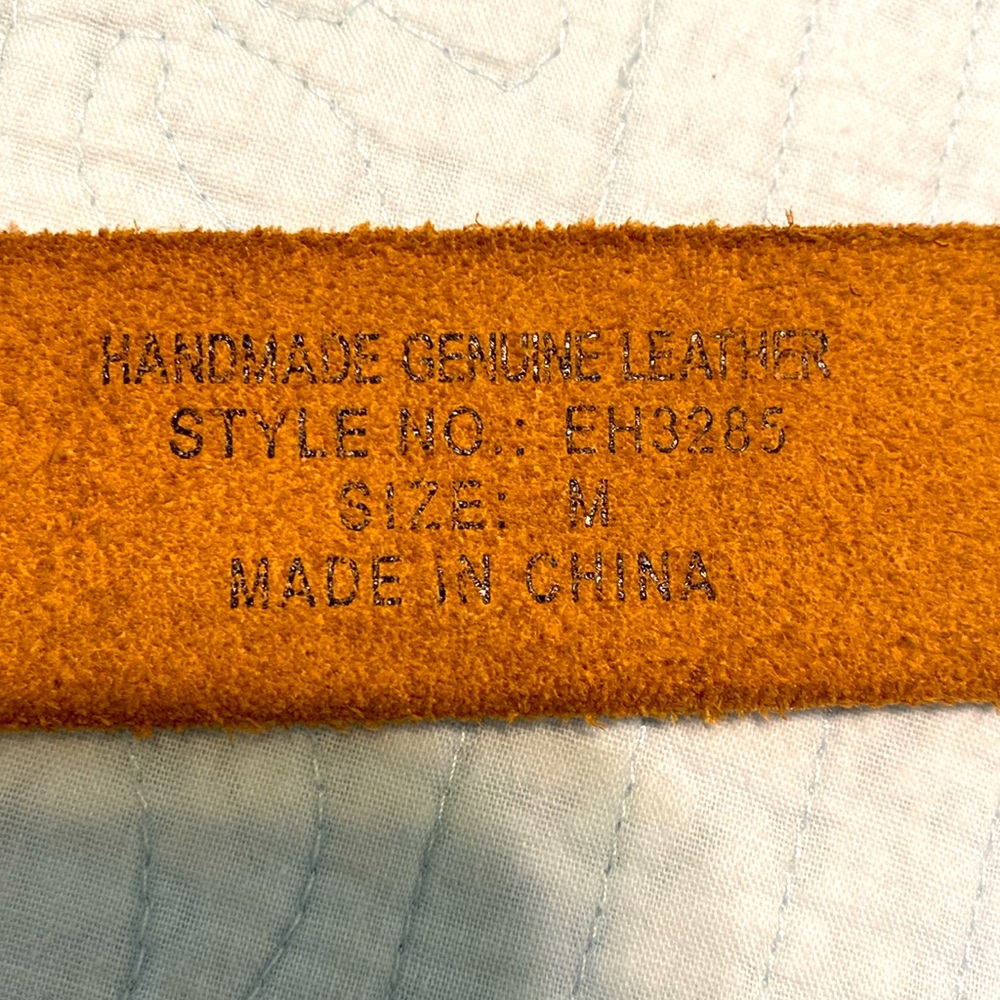 HANDMADE GENUINE LEATHER
STYLE NO.: EH3285
SIZE: M
MADE IN CHINA